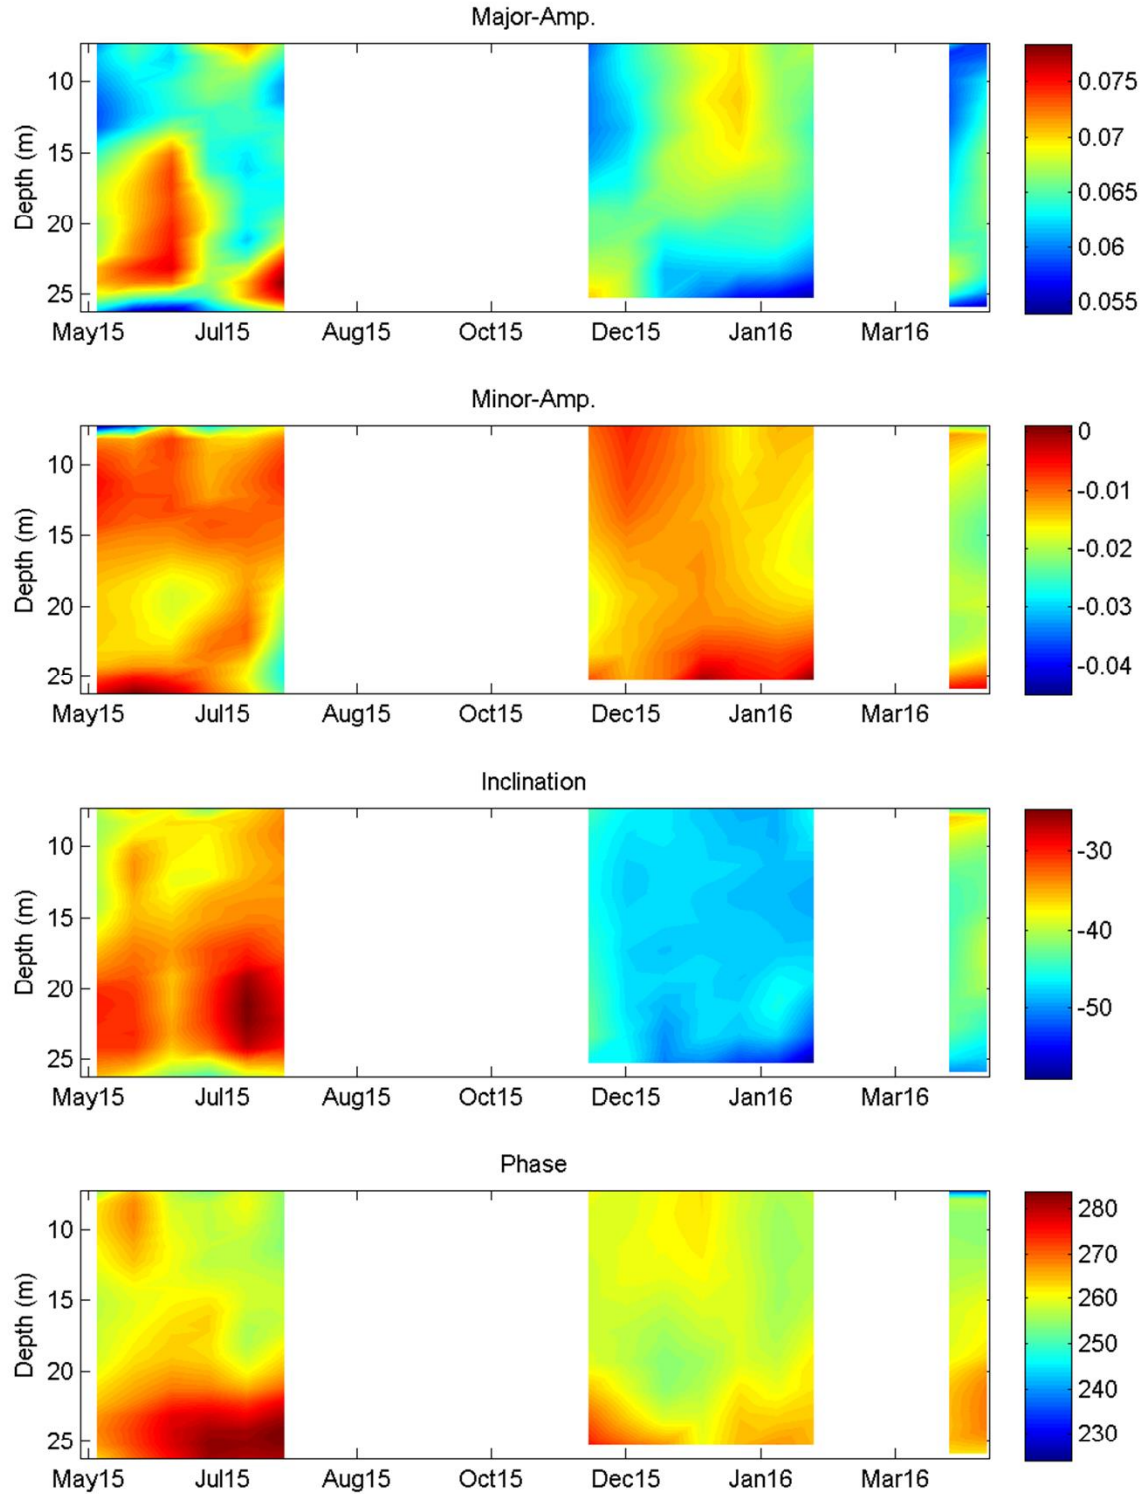 Major-Amp.
Depth (m)
10
15
20
25
May15 Jul15 Aug15 Oct15 Dec15 Jan16 Mar16
0.075
0.07
0.065
0.06
0.055
Minor-Amp.
Depth (m)
10
15
20
25
May15 Jul15 Aug15 Oct15 Dec15 Jan16 Mar16
0
-0.01
-0.02
-0.03
-0.04
Inclination
Depth (m)
10
15
20
25
May15 Jul15 Aug15 Oct15 Dec15 Jan16 Mar16
-30
-40
-50
Phase
Depth (m)
10
15
20
25
May15 Jul15 Aug15 Oct15 Dec15 Jan16 Mar16
280
270
260
250
240
230